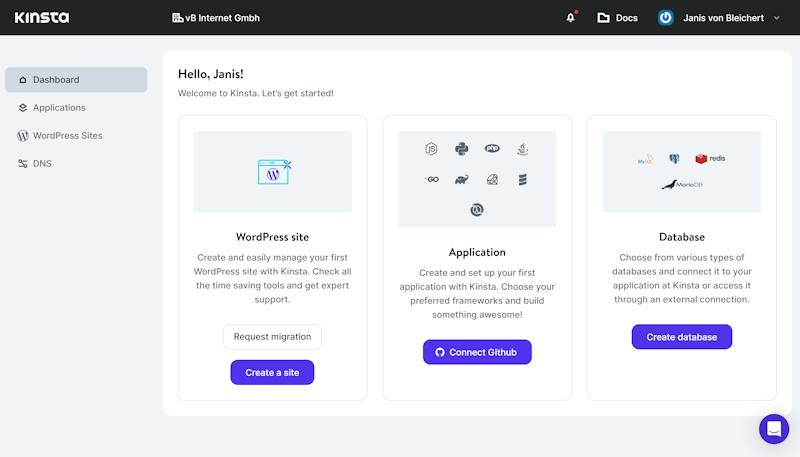 KINSTA
vB Internet Gmbh
Docs
Janis von Bleichert
Dashboard
Applications
WordPress Sites
DNS
Hello, Janis!
Welcome to Kinsta. Let's get started!
WordPress site
Create and easily manage your first
WordPress site with Kinsta. Check all
the time saving tools and get expert
support.
Request migration
Create a site
php
GO
Application
Create and set up your first
application with Kinsta. Choose your
preferred frameworks and build
something awesome!
Connect Github
MySQL
redis
MariaDB
Database
Choose from various types of
databases and connect it to your
application at Kinsta or access it
through an external connection.
Create database